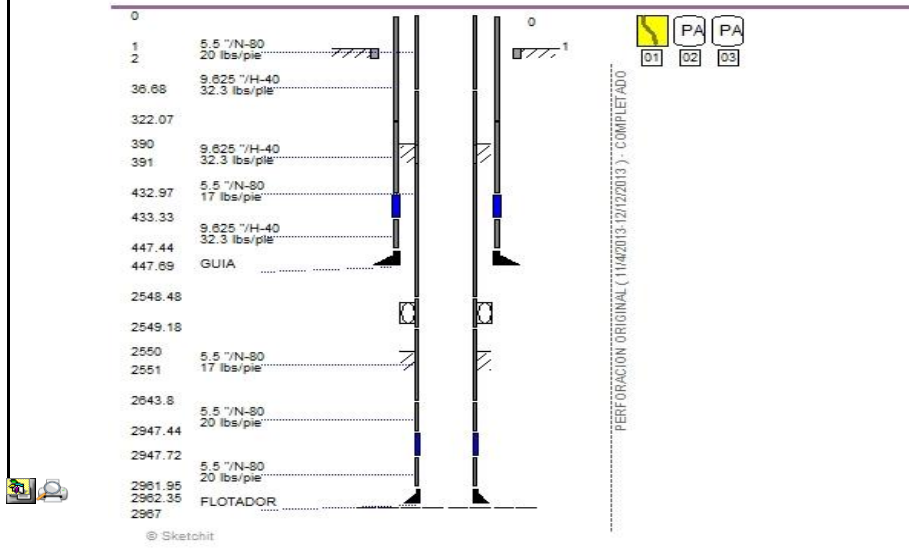 0
0
PA PA
01 02 03
1
2
5.5 "/N-80
20 lbs/pie
1
36.68
9.625 "/H-40
32.3 lbs/pie
322.07
390
391
9.625 "/H-40
32.3 lbs/pie
432.97
5.5 "/N-80
17 lbs/pie
433.33
9.625 "/H-40
32.3 lbs/pie
447.44
447.69
GUIA
2548.48
2549.18
2550
2551
5.5 "/N-80
17 lbs/pie
2643.8
5.5 "/N-80
20 lbs/pie
2947.44
2947.72
5.5 "/N-80
20 lbs/pie
2961.95
2962.35
FLOTADOR
2967
PERFORACION ORIGINAL ( 11/4/2013-12/12/2013 ) - COMPLETADO
© Sketchit